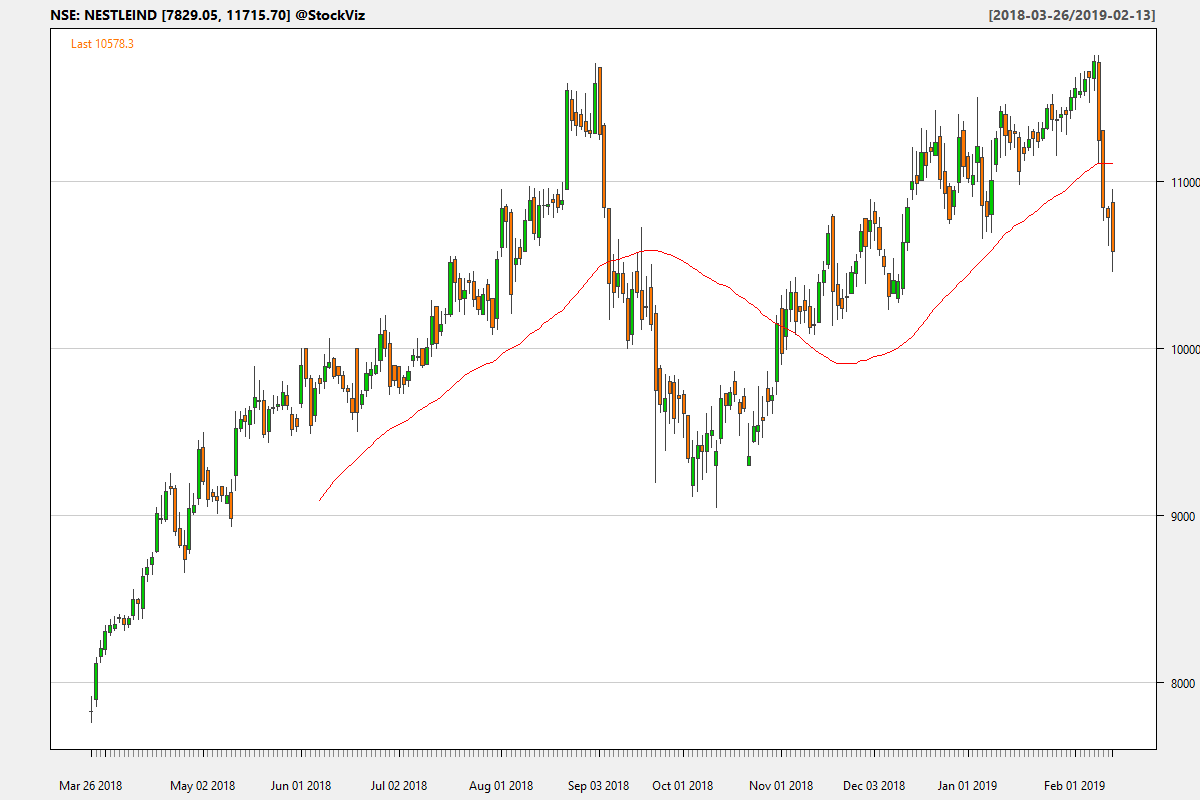 NSE: NESTLEIND [7829.05, 11715.70] @StockViz [2018-03-26/2019-02-13]
Last 10578.3
11000
10000
9000
8000
Mar 26 2018 May 02 2018 Jun 01 2018 Jul 02 2018 Aug 01 2018 Sep 03 2018 Oct 01 2018 Nov 01 2018 Dec 03 2018 Jan 01 2019 Feb 01 2019